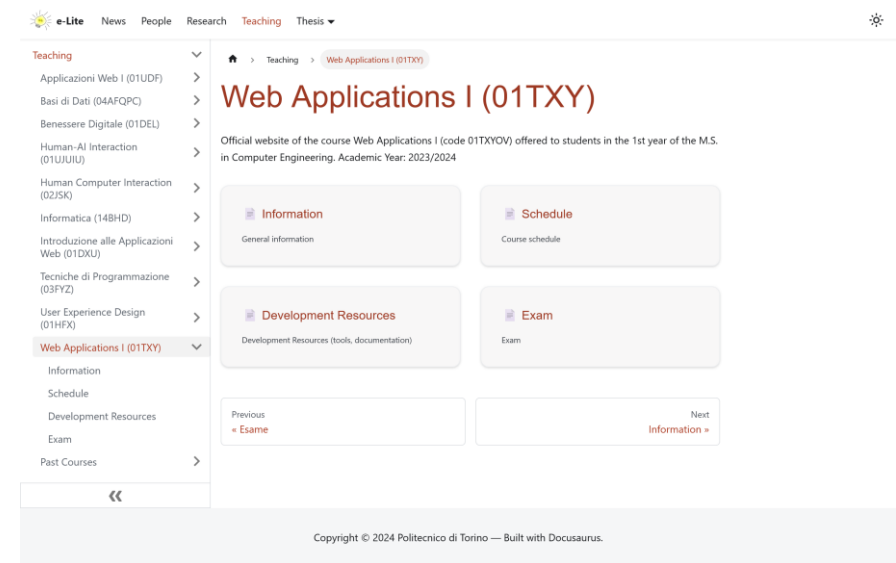 e-Lite News People Research Teaching Thesis
Teaching
Applicazioni Web I (01UDF)
Basi di Dati (04AFQPC)
Benessere Digitale (01DEL)
Human-AI Interaction
(01UJUIU)
Human Computer Interaction
(02JSK)
Informatica (14BHD)
Introduzione alle Applicazioni
Web (01DXU)
Tecniche di Programmazione
(03FYZ)
User Experience Design
(01HFX)
Web Applications I (01TXY)
Information
Schedule
Development Resources
Exam
Past Courses
Teaching > Web Applications I (01TXY)
Web Applications I (01TXY)
Official website of the course Web Applications I (code 01TXYOV) offered to students in the 1st year of the M.S.
in Computer Engineering. Academic Year: 2023/2024
Information
General information
Schedule
Course schedule
Development Resources
Development Resources (tools, documentation)
Exam
Exam
Previous
« Esame
Next
Information »
Copyright © 2024 Politecnico di Torino — Built with Docusaurus.